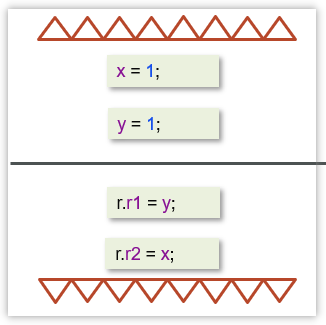 x = 1;
y = 1;
r.r1 = y;
r.r2 = x;